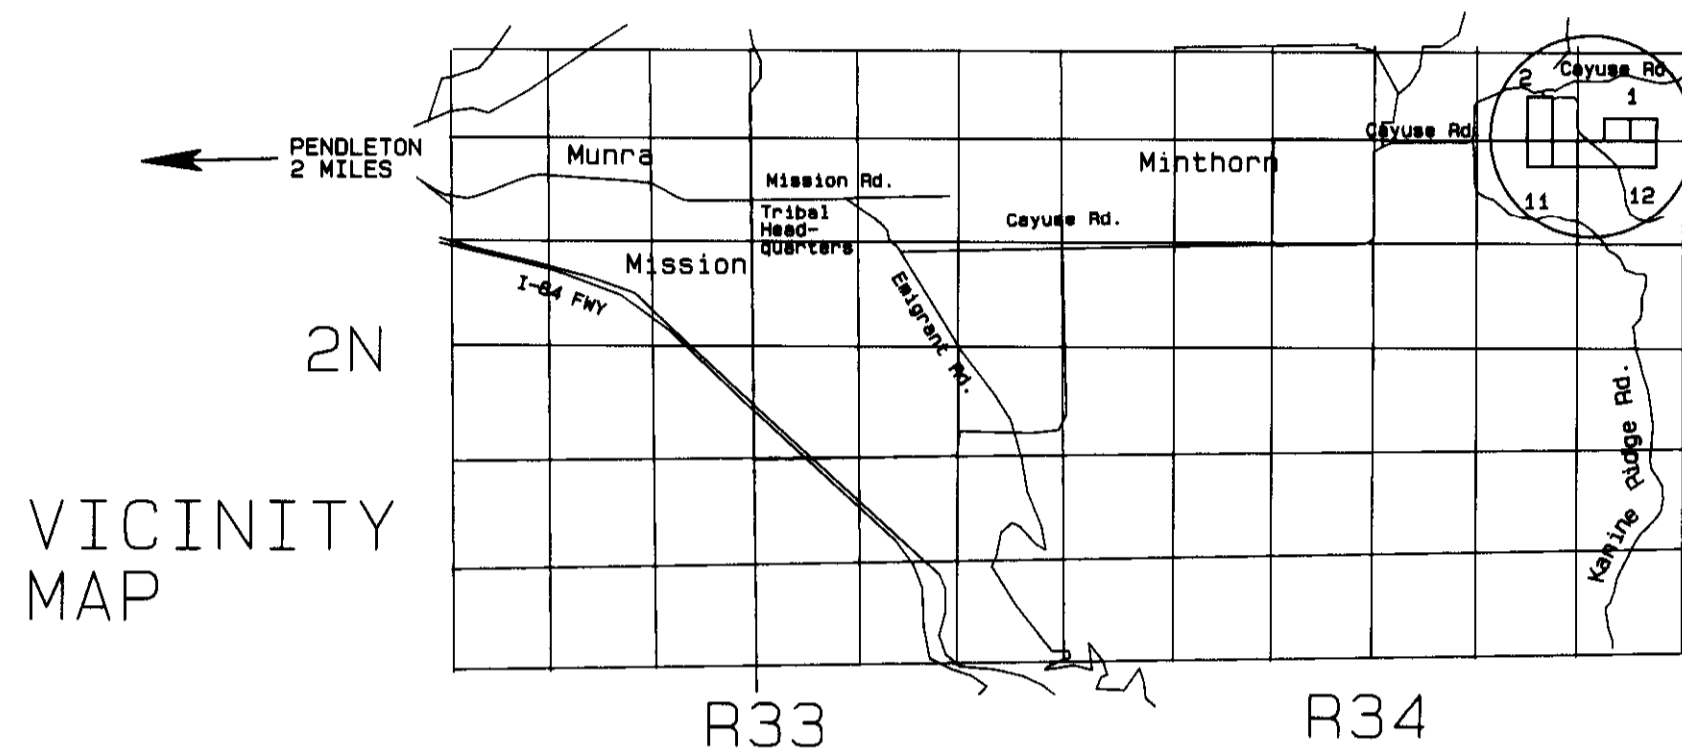 2
Cayuse Rd
1
Cayuse Rd
PENDLETON
2 MILES
Munra
Minthorn
Mission Rd.
Tribal
Head-
quarters
Cayuse Rd.
11
12
Mission
I-84 FWY
Emigrant Rd.
2N
Kanine Ridge Rd.
VICINITY
MAP
R33
R34